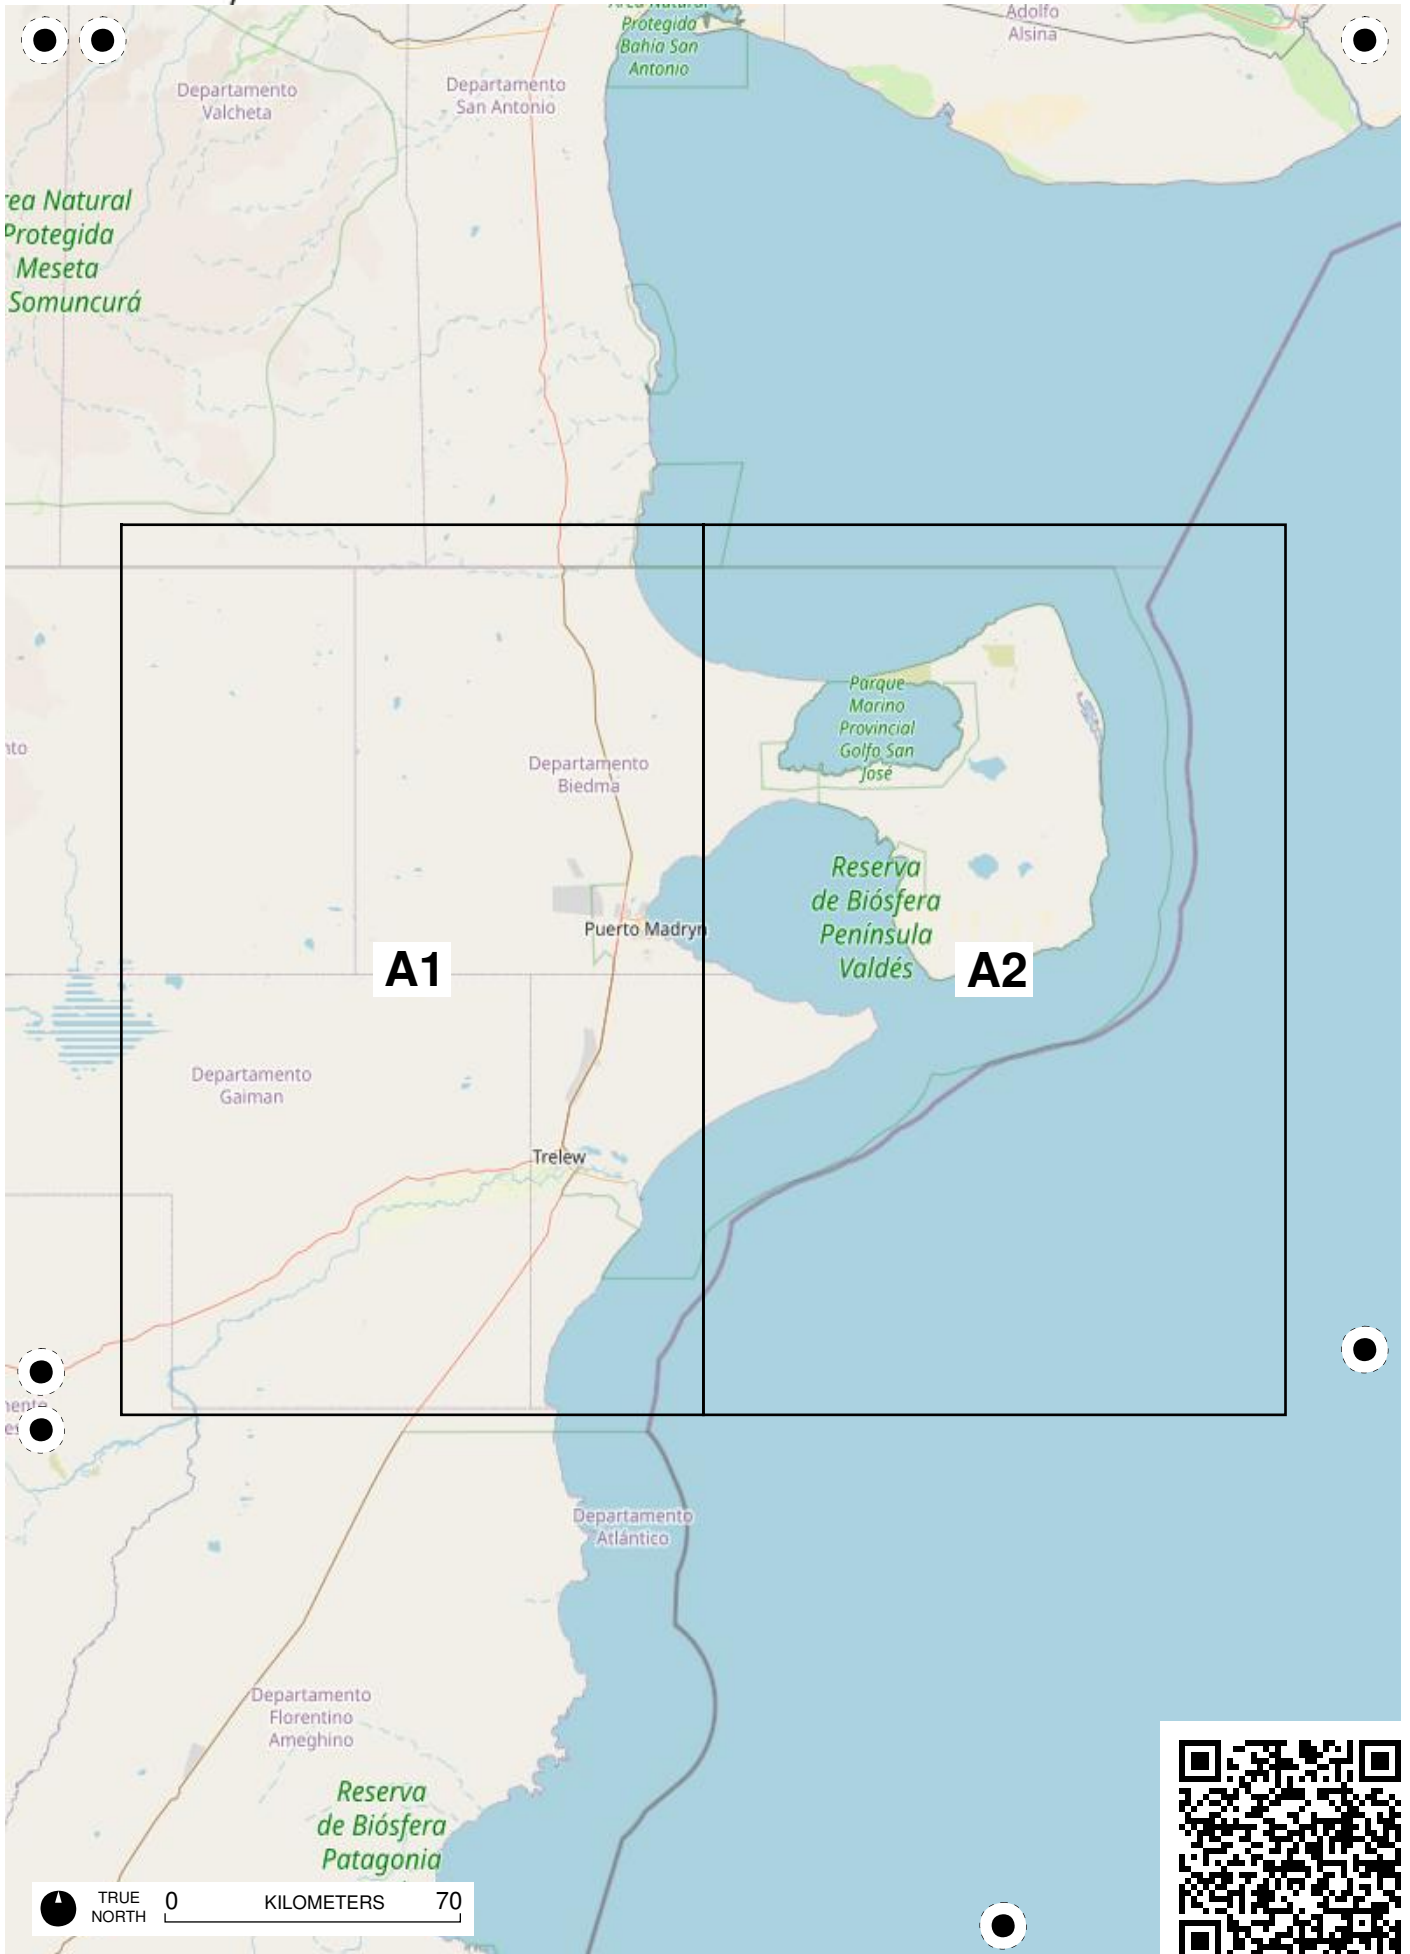 Protegida
Bahía San
Antonio
Adolfo
Alsina
Departamento
Valcheta
Departamento
San Antonio
rea Natural
Protegida
Meseta
Somuncurá
Parque
Marino
Provincial
Golfo San
José
nto
Departamento
Biedma
Reserva
de Biósfera
Península
Valdés
Puerto Madryn
A1
A2
Departamento
Gaiman
Trelew
Departamento
Atlántico
Departamento
Florentino
Ameghino
Reserva
de Biósfera
Patagonia
TRUE
NORTH
0 KILOMETERS 70